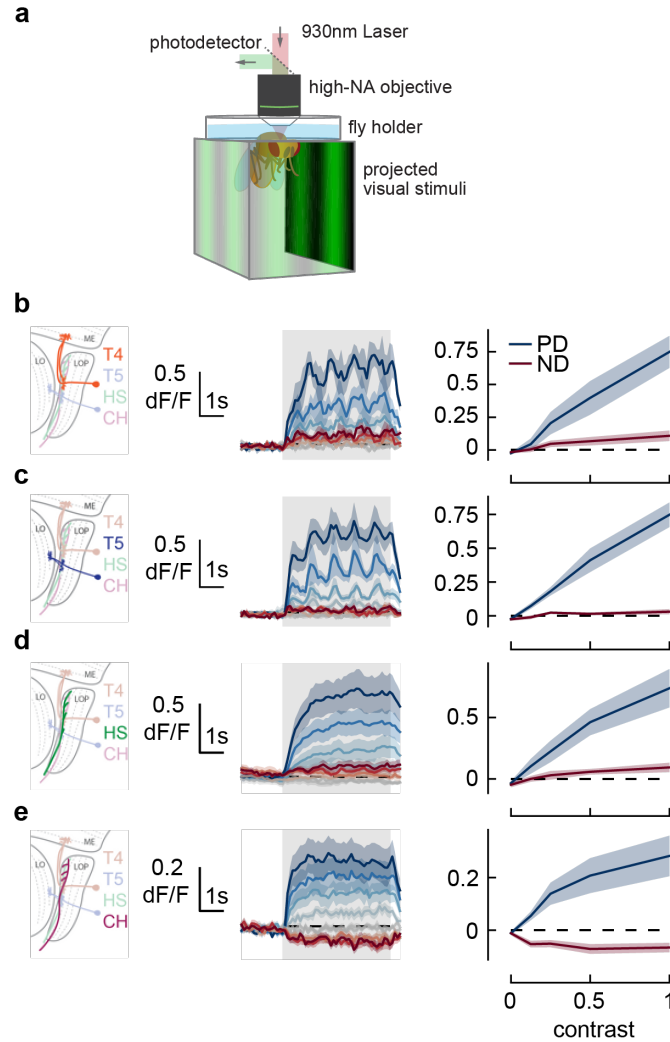 a
photodetector
930nm Laser
high-NA objective
fly holder
projected
visual stimuli
b
LO
ME
LOP
T4
T5
HS
CH
0.5
dF/F
1s
PD
ND
0.75
0.5
0.25
0
c
LO
ME
LOP
T4
T5
HS
CH
0.5
dF/F
1s
0.75
0.5
0.25
0
d
LO
ME
LOP
T4
T5
HS
CH
0.5
dF/F
1s
0.5
0
e
LO
ME
LOP
T4
T5
HS
CH
0.2
dF/F
1s
0.2
0
0 0.5 1
contrast